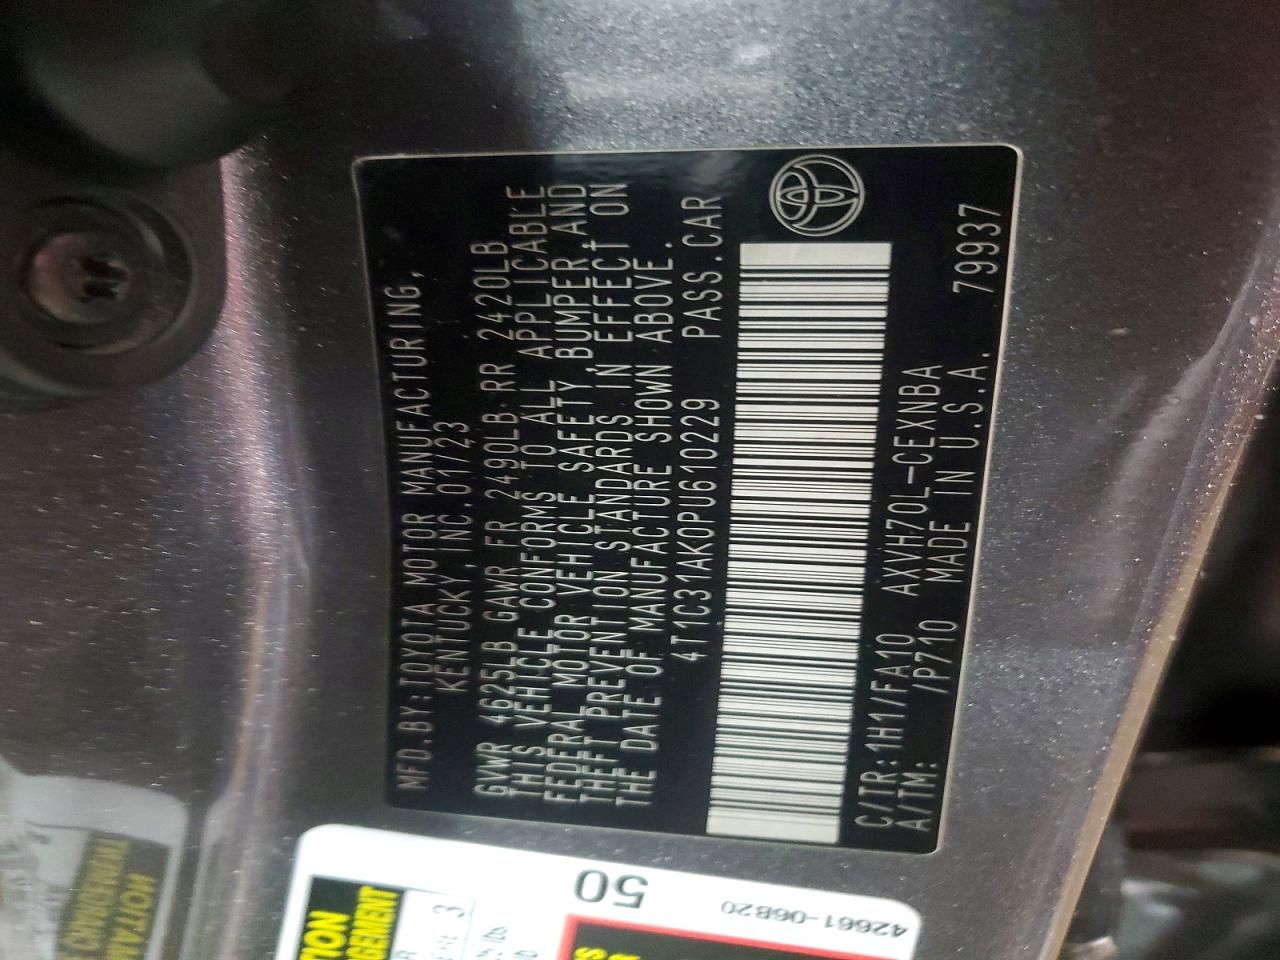 MFD. BY: TOYOTA MOTOR MANUFACTURING,
KENTUCKY, INC. 01/23
GVWR 4625LB GAWR FR 2490LB RR 2420LB
THIS VEHICLE CONFORMS TO ALL APPLICABLE
FEDERAL MOTOR VEHICLE SAFETY, BUMPER, AND
THEFT PREVENTION STANDARDS IN EFFECT ON
THE DATE OF MANUFACTURE SHOWN ABOVE.
4T1C31AK0PU610229 PASS. CAR
C/TR: 1H1/FA10 AXVH70L-CEXNBA
A/TM: /P710 MADE IN U.S.A. 79937
50
42661-06B20
3
lbs